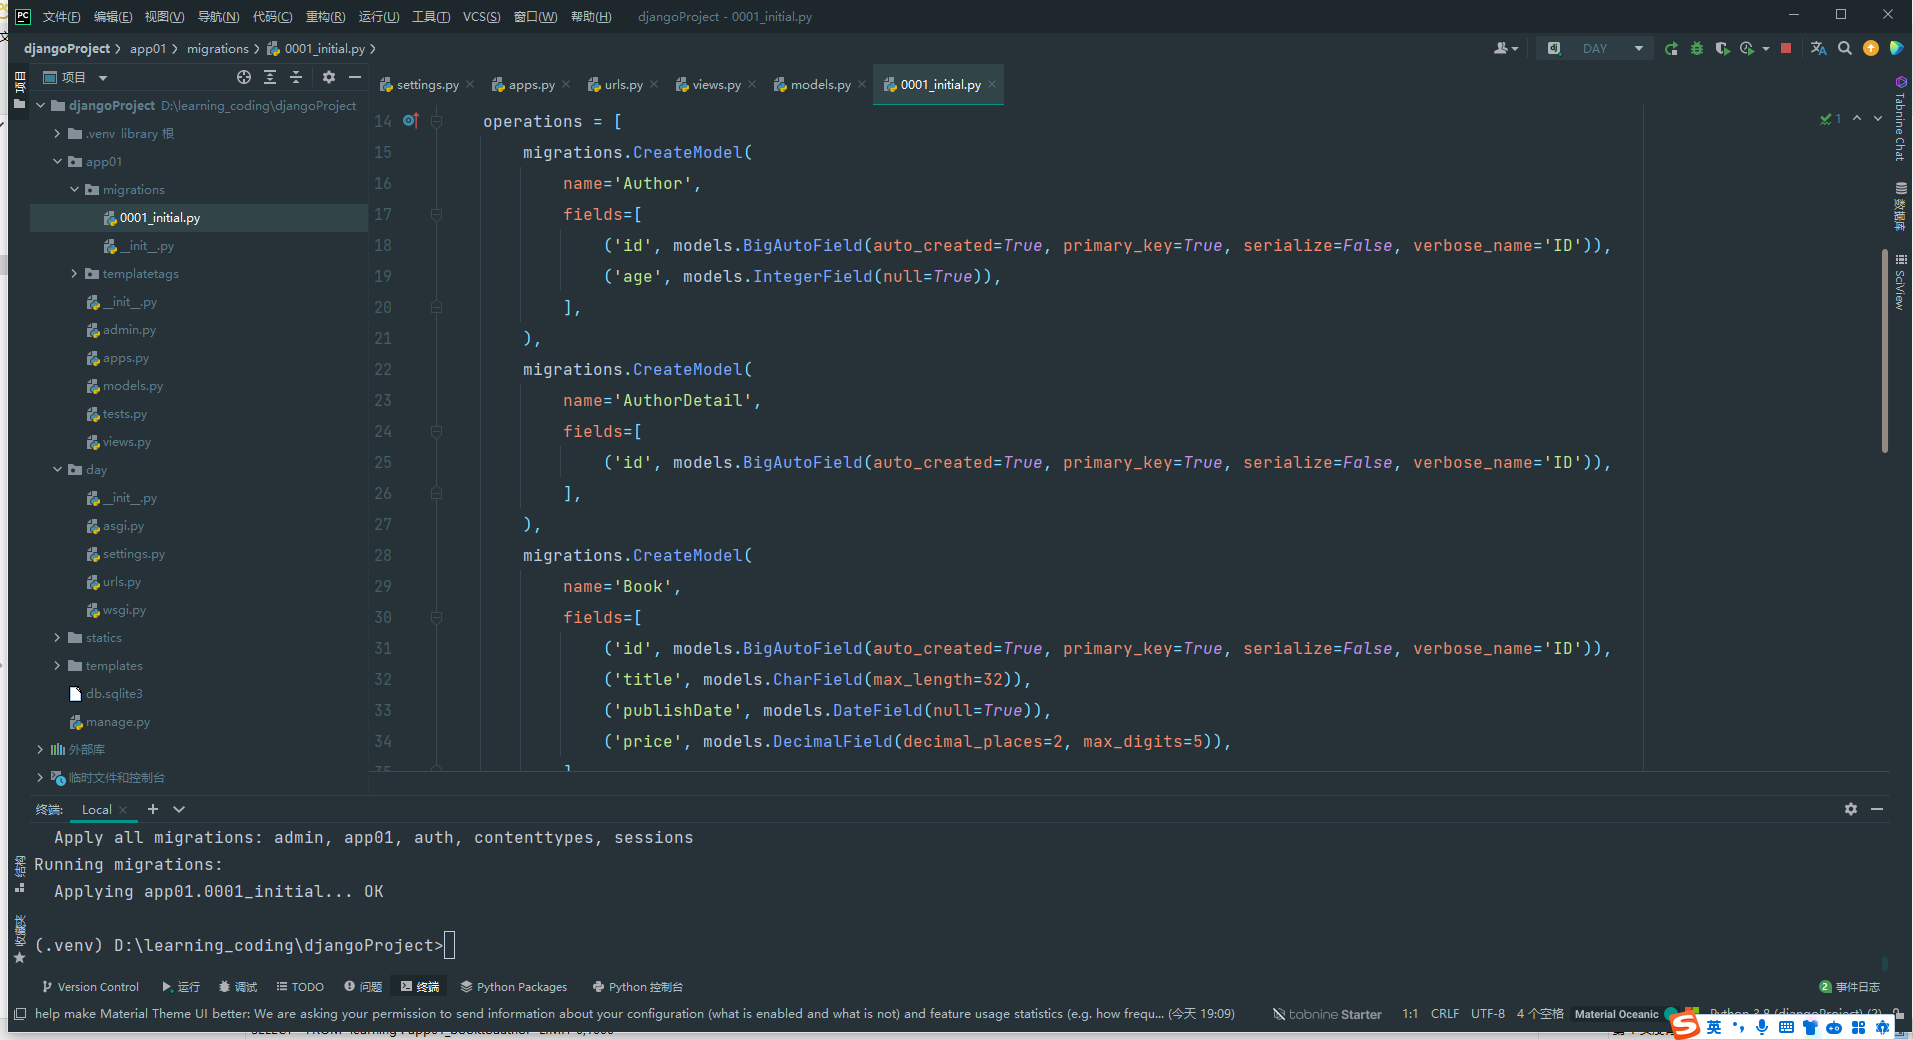 PC 文件(F) 编辑(E) 视图(V) 导航(N) 代码(C) 重构(R) 运行(U) 工具(T) VCS(S) 窗口(W) 帮助(H) djangoProject - 0001_initial.py
djangoProject app01 migrations 0001_initial.py
DAY
项目
项目
settings.py apps.py urls.py views.py models.py 0001_initial.py
djangoProject D:\learning_coding\djangoProject
.venv library 根
app01
migrations
0001_initial.py
__init__.py
templatetags
__init__.py
admin.py
apps.py
models.py
tests.py
views.py
day
__init__.py
asgi.py
settings.py
urls.py
wsgi.py
statics
templates
db.sqlite3
manage.py
外部库
临时文件和控制台
14 operations = [
15 migrations.CreateModel(
16 name='Author',
17 fields=[
18 ('id', models.BigAutoField(auto_created=True, primary_key=True, serialize=False, verbose_name='ID')),
19 ('age', models.IntegerField(null=True)),
20 ],
21 ),
22 migrations.CreateModel(
23 name='AuthorDetail',
24 fields=[
25 ('id', models.BigAutoField(auto_created=True, primary_key=True, serialize=False, verbose_name='ID')),
26 ],
27 ),
28 migrations.CreateModel(
29 name='Book',
30 fields=[
31 ('id', models.BigAutoField(auto_created=True, primary_key=True, serialize=False, verbose_name='ID')),
32 ('title', models.CharField(max_length=32)),
33 ('publishDate', models.DateField(null=True)),
34 ('price', models.DecimalField(decimal_places=2, max_digits=5)),
35 ]
1
Tabnine Chat
数据库
SciView
终端: Local
Apply all migrations: admin, app01, auth, contenttypes, sessions
Running migrations:
Applying app01.0001_initial... OK
(.venv) D:\learning_coding\djangoProject>
结构
收藏夹
Version Control 运行 调试 TODO 问题 终端 Python Packages Python 控制台 2 事件日志
help make Material Theme UI better: We are asking your permission to send information about your configuration (what is enabled and what is not) and feature usage statistics (e.g. how frequ... (今天 19:09) tabnine Starter 1:1 CRLF UTF-8 4 个空格 Material Oceanic Python 3.8 (djangoProject) (2)
英